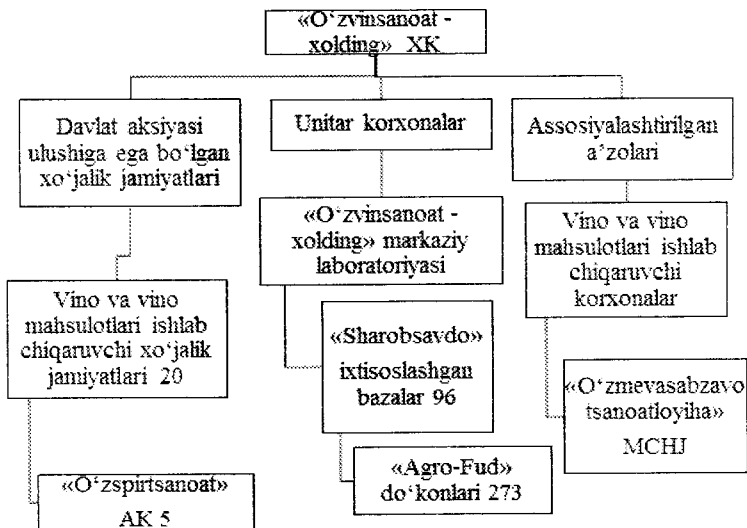 «O‘zvinsanoat -
xolding» XK
Davlat aksiyasi
ulushiga ega bo‘lgan
xo‘jalik jamiyatlari
Vino va vino
mahsulotlari ishlab
chiqaruvchi xo‘jalik
jamiyatlari 20
«O‘zspirtsanoat»
AK 5
Unitar korxonalar
«O‘zvinsanoat -
xolding» markaziy
laboratoriyasi
«Sharobsavdo»
ixtisoslashgan
bazalar 96
«Agro-Fud»
do‘konlari 273
Assosiyalashtirilgan
a’zolari
Vino va vino
mahsulotlari ishlab
chiqaruvchi
korxonalar
«O‘zmevasabzavo
tsanoatloyiha»
MCHJ